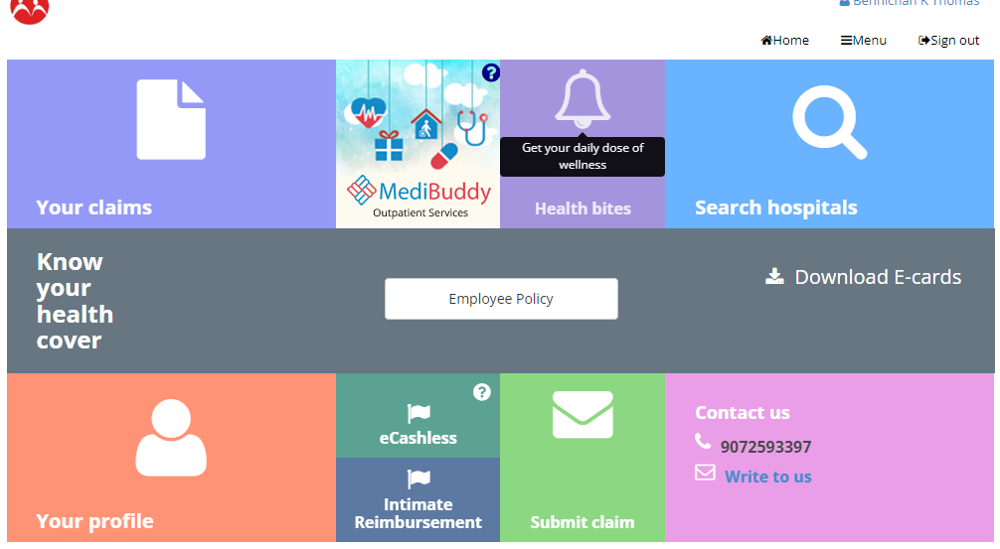 Bennichan K Thomas
Home
Menu
Sign out
?
Get your daily dose of
wellness
MediBuddy
Outpatient Services
Your claims
Health bites
Search hospitals
Know
your
health
cover
Employee Policy
Download E-cards
?
eCashless
Intimate
Reimbursement
Your profile
Submit claim
Contact us
9072593397
Write to us